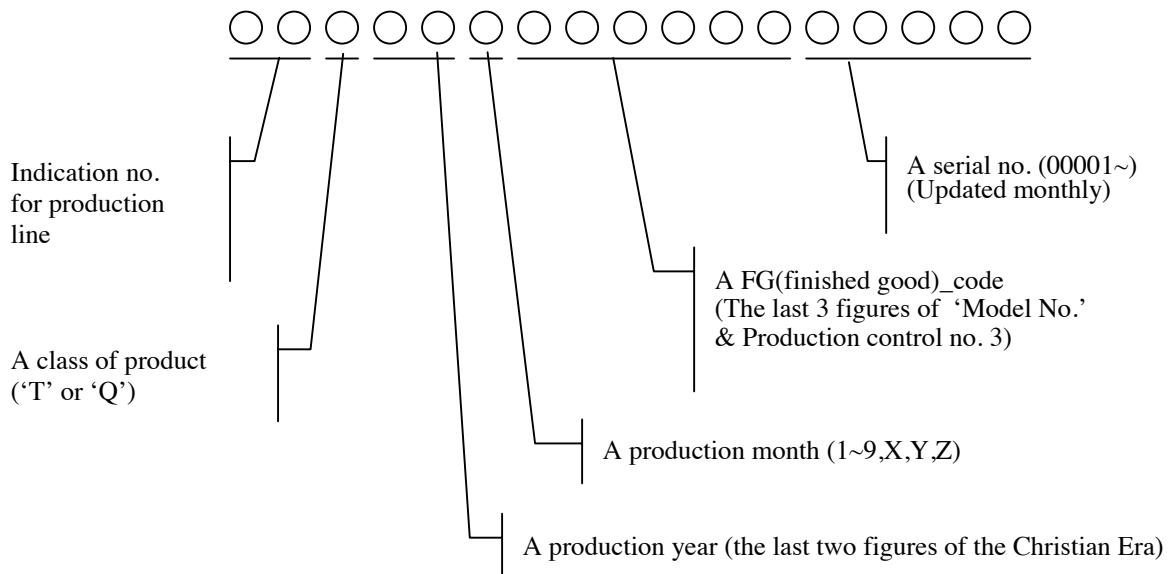 Indication no.
for production
line
A class of product
(‘T’ or ‘Q’)
A serial no. (00001~)
(Updated monthly)
A FG(finished good)_code
(The last 3 figures of ‘Model No.’
& Production control no. 3)
A production month (1~9,X,Y,Z)
A production year (the last two figures of the Christian Era)